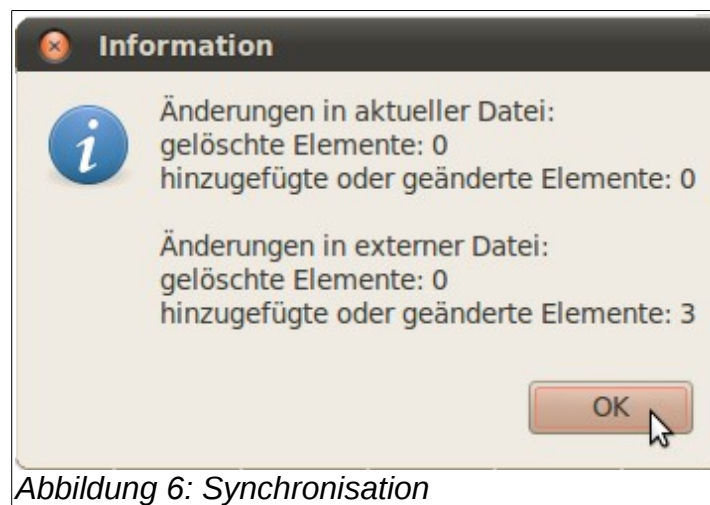 Information
Änderungen in aktueller Datei:
gelöschte Elemente: 0
hinzugefügte oder geänderte Elemente: 0
Änderungen in externer Datei:
gelöschte Elemente: 0
hinzugefügte oder geänderte Elemente: 3
OK
Abbildung 6: Synchronisation